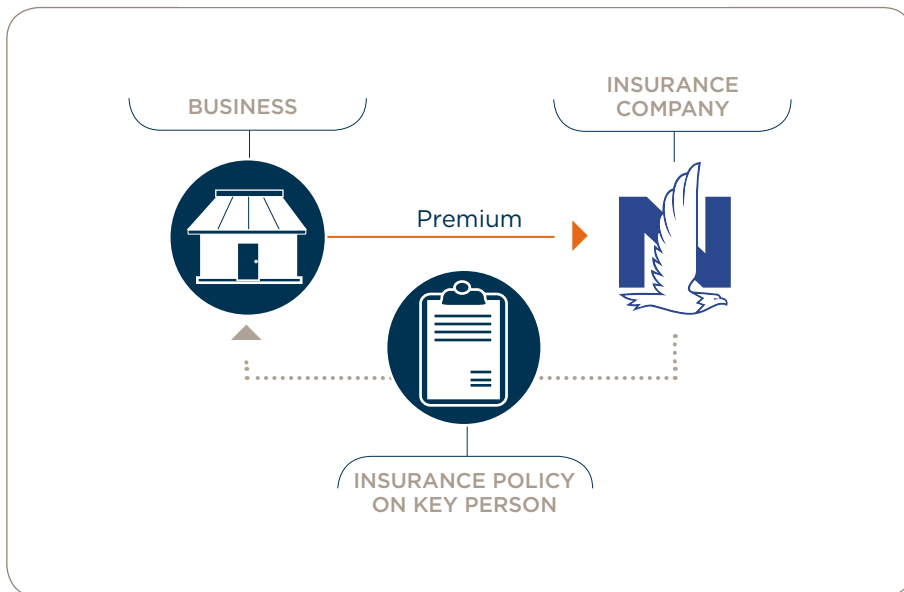 BUSINESS
INSURANCE
COMPANY
Premium
N
INSURANCE POLICY
ON KEY PERSON